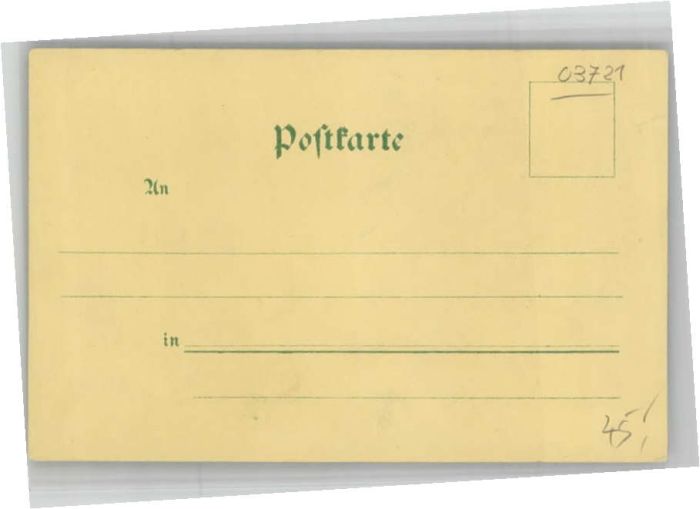 03721
Postkarte
An
in
45,-